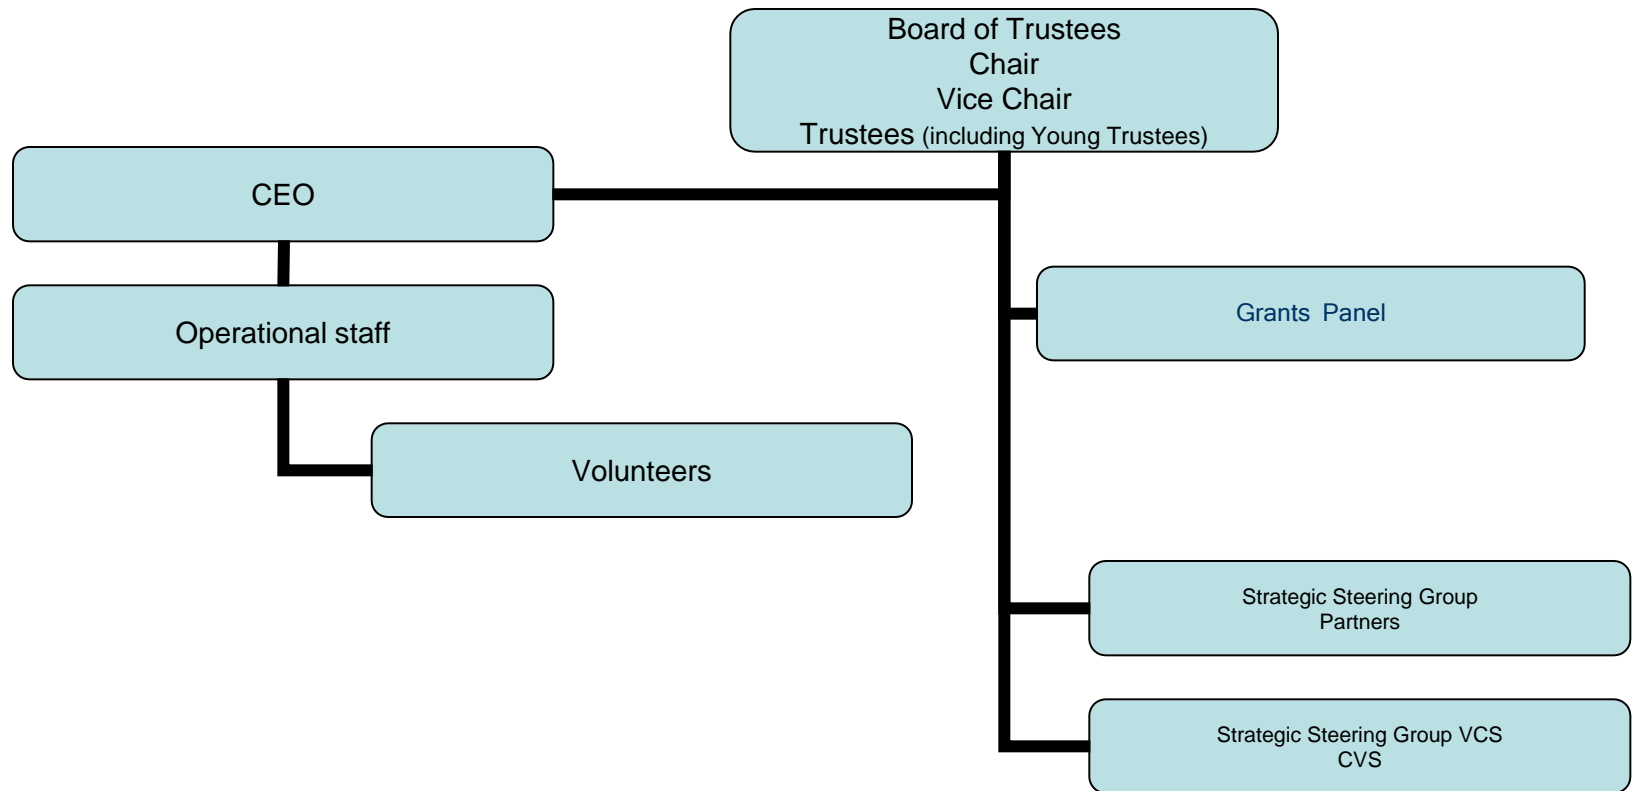 Board of Trustees
Chair
Vice Chair
Trustees (including Young Trustees)
CEO
Grants Panel
Operational staff
Volunteers
Strategic Steering Group
Partners
Strategic Steering Group VCS
CVS